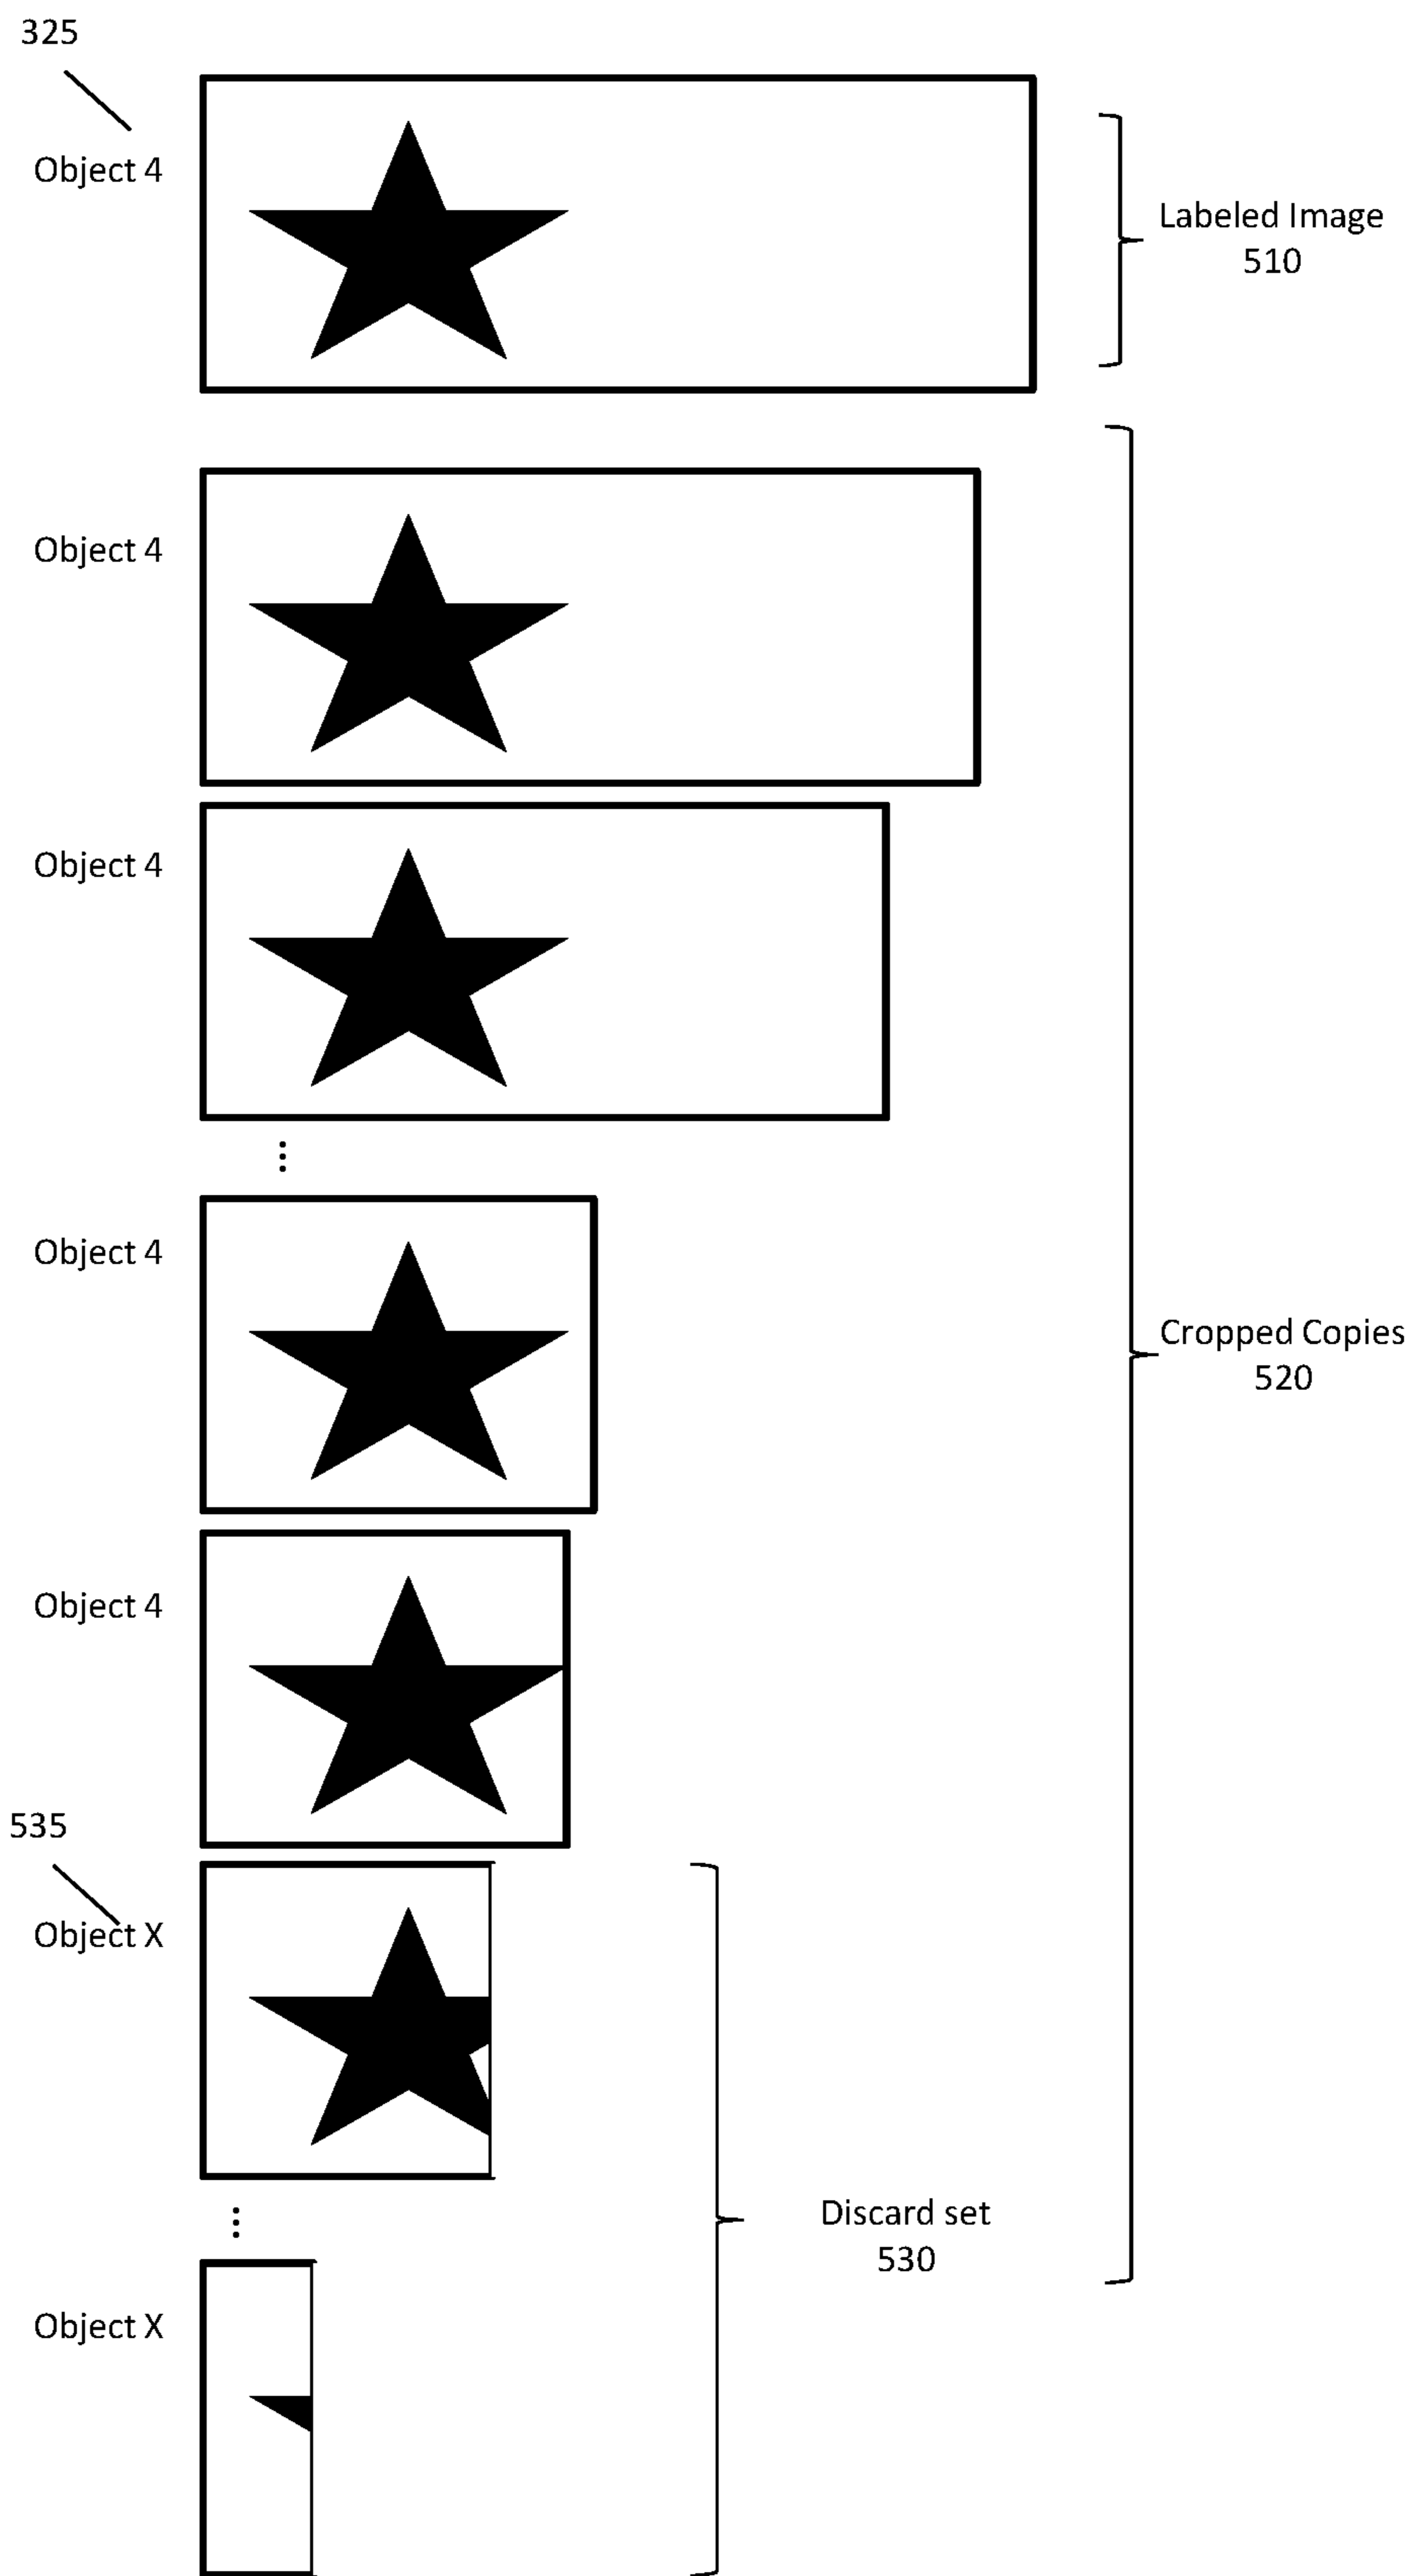 325
Object 4
Labeled Image
510
Object 4
Object 4
Object 4
Cropped Copies
520
Object 4
535
Object X
Discard set
530
Object X